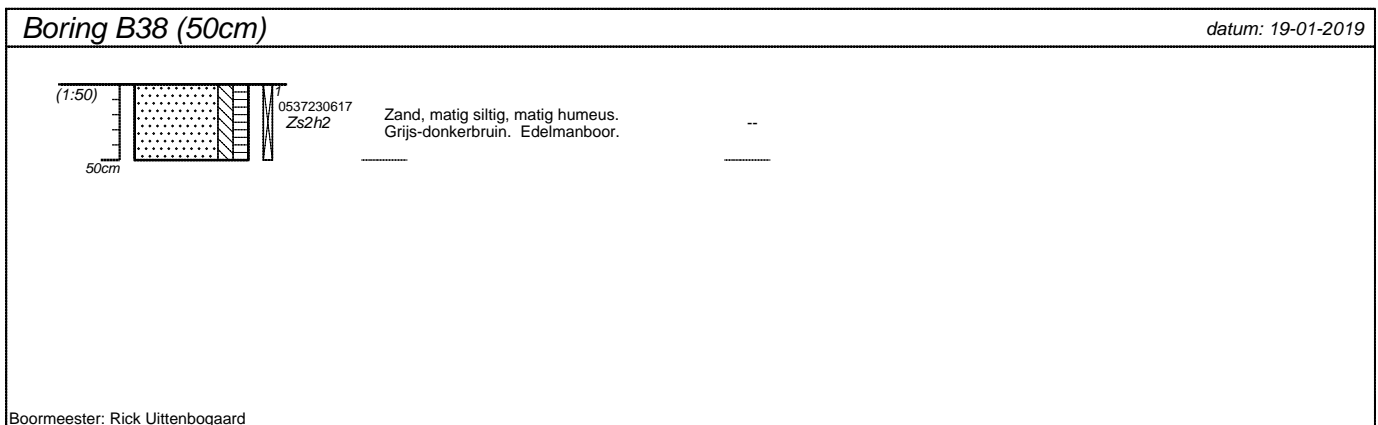 Boring B38 (50cm)
datum: 19-01-2019
(1:50)
1
0537230617
Zs2h2
Zand, matig siltig, matig humeus.
Grijs-donkerbruin. Edelmanboor.
--
50cm
Boormeester: Rick Uittenbogaard